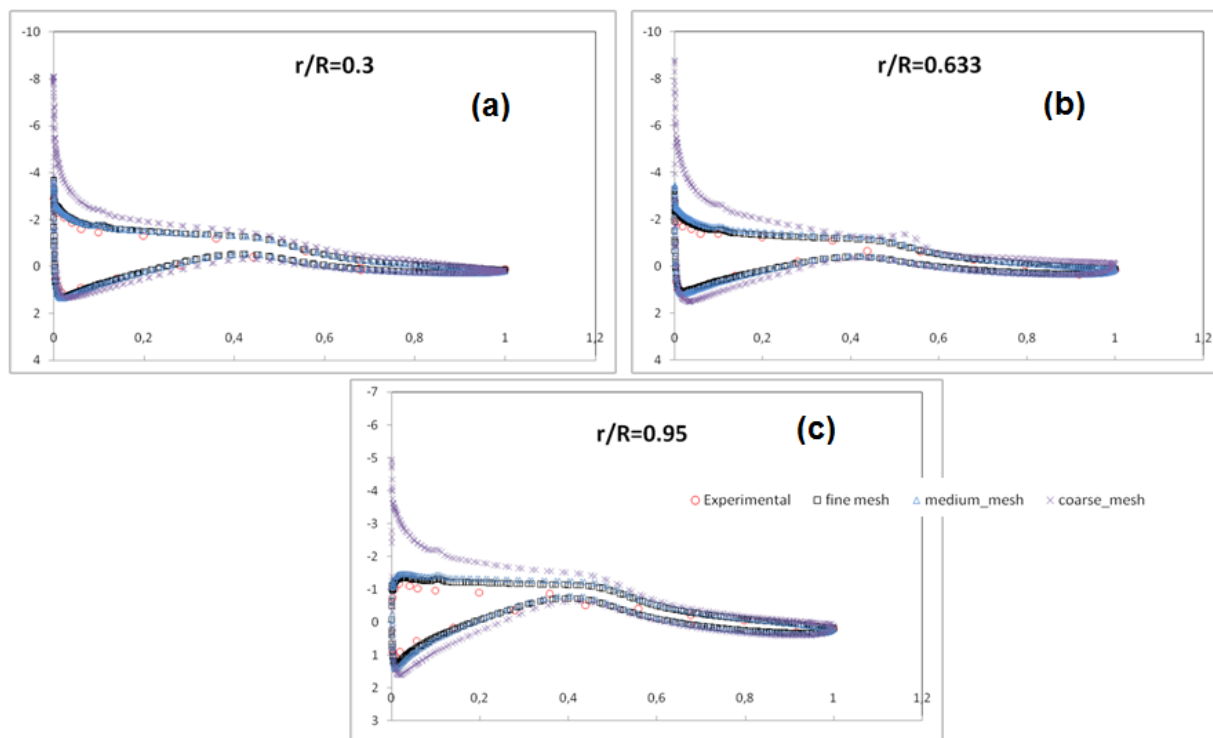 r/R=0.3
(a)
-10
-8
-6
-4
-2
0
2
4
0 0,2 0,4 0,6 0,8 1 1,2
r/R=0.633
(b)
-10
-8
-6
-4
-2
0
2
4
0 0,2 0,4 0,6 0,8 1 1,2
r/R=0.95
(c)
-7
-6
-5
-4
-3
-2
-1
0
1
2
3
0 0,2 0,4 0,6 0,8 1 1,2
Experimental fine mesh medium_mesh coarse_mesh